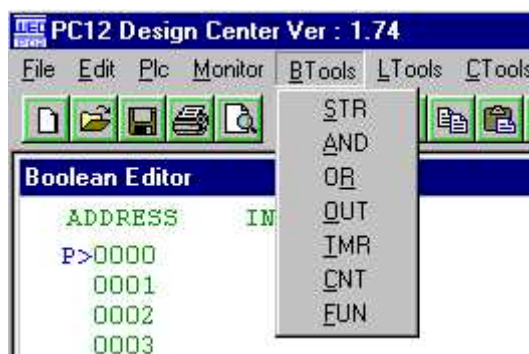 PC12 Design Center Ver : 1.74
File Edit Plc Monitor BTools LTools CTools
STR
AND
OR
OUT
TMR
CNT
FUN
Boolean Editor
ADDRESS IN
P>0000
0001
0002
0003